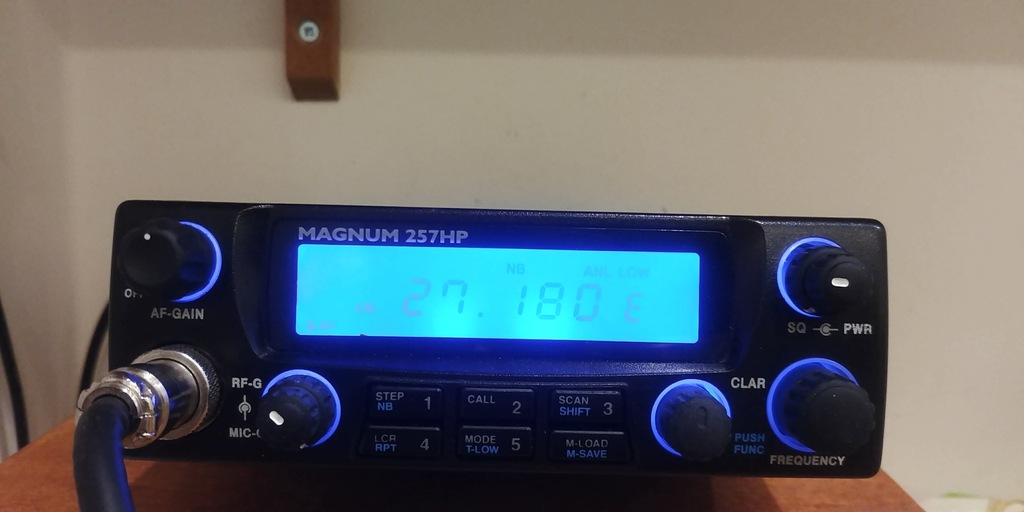 MAGNUM 257HP
NB ANL LOW
27.180 E
AF-GAIN
SQ PWR
RF-G
STEP 1
NB
CALL 2
SCAN 3
SHIFT
CLAR
LCR 4
RPT
MODE 5
T-LOW
M-LOAD
M-SAVE
PUSH
FUNC
FREQUENCY